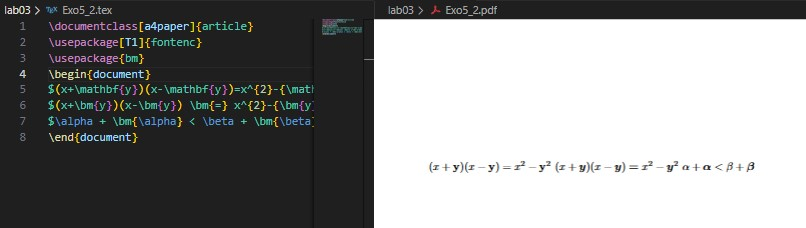 lab03 > TEX Exo5_2.tex
1 \documentclass[a4paper]{article}
2 \usepackage[T1]{fontenc}
3 \usepackage{bm}
4 \begin{document}
5 $(x+\mathbf{y})(x-\mathbf{y})=x^{2}-{\mat
6 $(x+\bm{y})(x-\bm{y}) \bm{=} x^{2}-{\bm{y
7 $\alpha + \bm{\alpha} < \beta + \bm{\beta
8 \end{document}
lab03 > Exo5_2.pdf
(x + y)(x − y) = x² − y² (x + y)(x − y) = x² − y² α + α < β + β